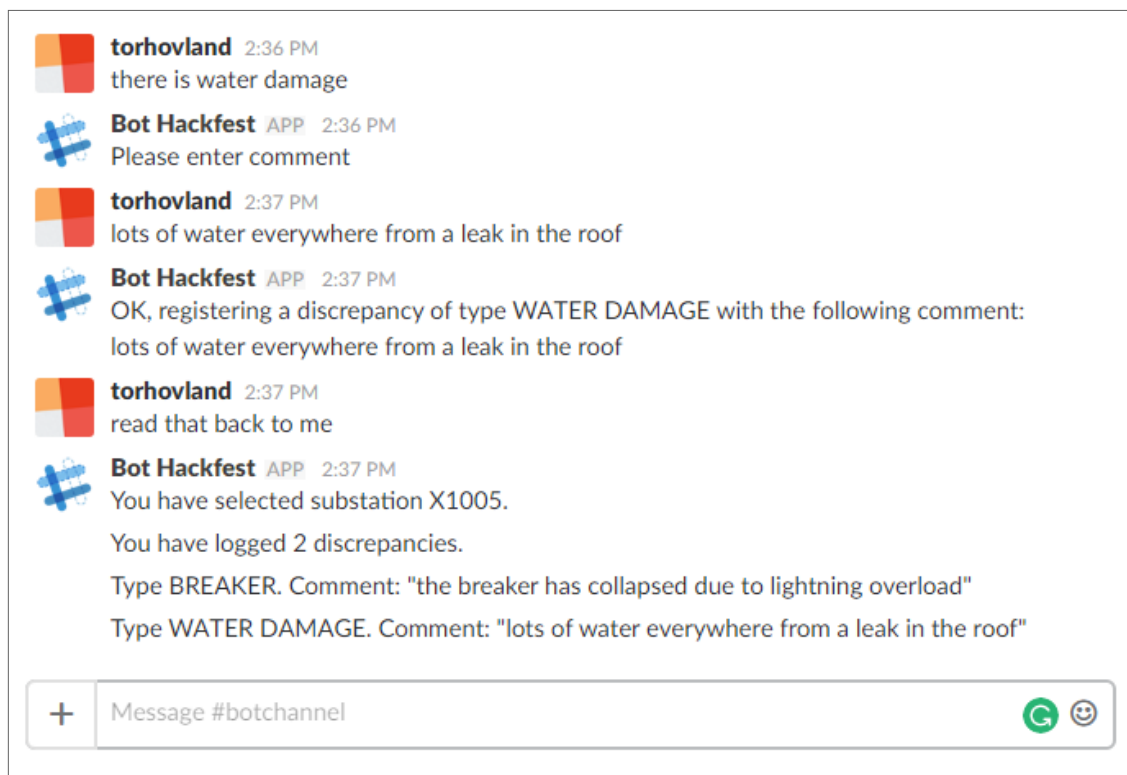 torhovland 2:36 PM
there is water damage
Bot Hackfest APP 2:36 PM
Please enter comment
torhovland 2:37 PM
lots of water everywhere from a leak in the roof
Bot Hackfest APP 2:37 PM
OK, registering a discrepancy of type WATER DAMAGE with the following comment:
lots of water everywhere from a leak in the roof
torhovland 2:37 PM
read that back to me
Bot Hackfest APP 2:37 PM
You have selected substation X1005.
You have logged 2 discrepancies.
Type BREAKER. Comment: "the breaker has collapsed due to lightning overload"
Type WATER DAMAGE. Comment: "lots of water everywhere from a leak in the roof"
+ Message #botchannel